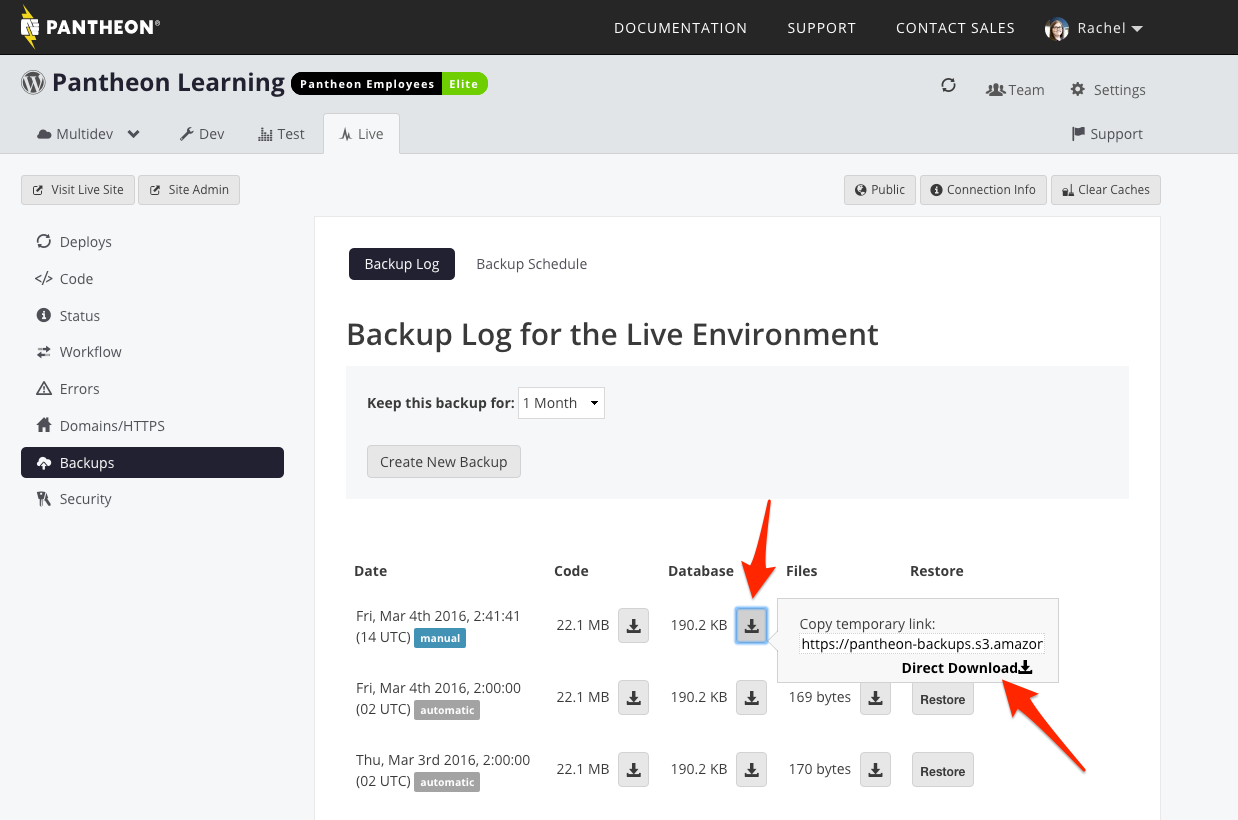 PANTHEON®
DOCUMENTATION
SUPPORT
CONTACT SALES
Rachel
Pantheon Learning
Pantheon Employees
Elite
Team
Settings
Multidev
Dev
Test
Live
Support
Visit Live Site
Site Admin
Public
Connection Info
Clear Caches
Deploys
Code
Status
Workflow
Errors
Domains/HTTPS
Backups
Security
Backup Log
Backup Schedule
Backup Log for the Live Environment
Keep this backup for: 1 Month
Create New Backup
Date Code Database Files Restore
Fri, Mar 4th 2016, 2:41:41
(14 UTC) manual
22.1 MB
190.2 KB
Copy temporary link:
https://pantheon-backups.s3.amazor
Direct Download
Fri, Mar 4th 2016, 2:00:00
(02 UTC) automatic
22.1 MB
190.2 KB
169 bytes
Restore
Thu, Mar 3rd 2016, 2:00:00
(02 UTC) automatic
22.1 MB
190.2 KB
170 bytes
Restore